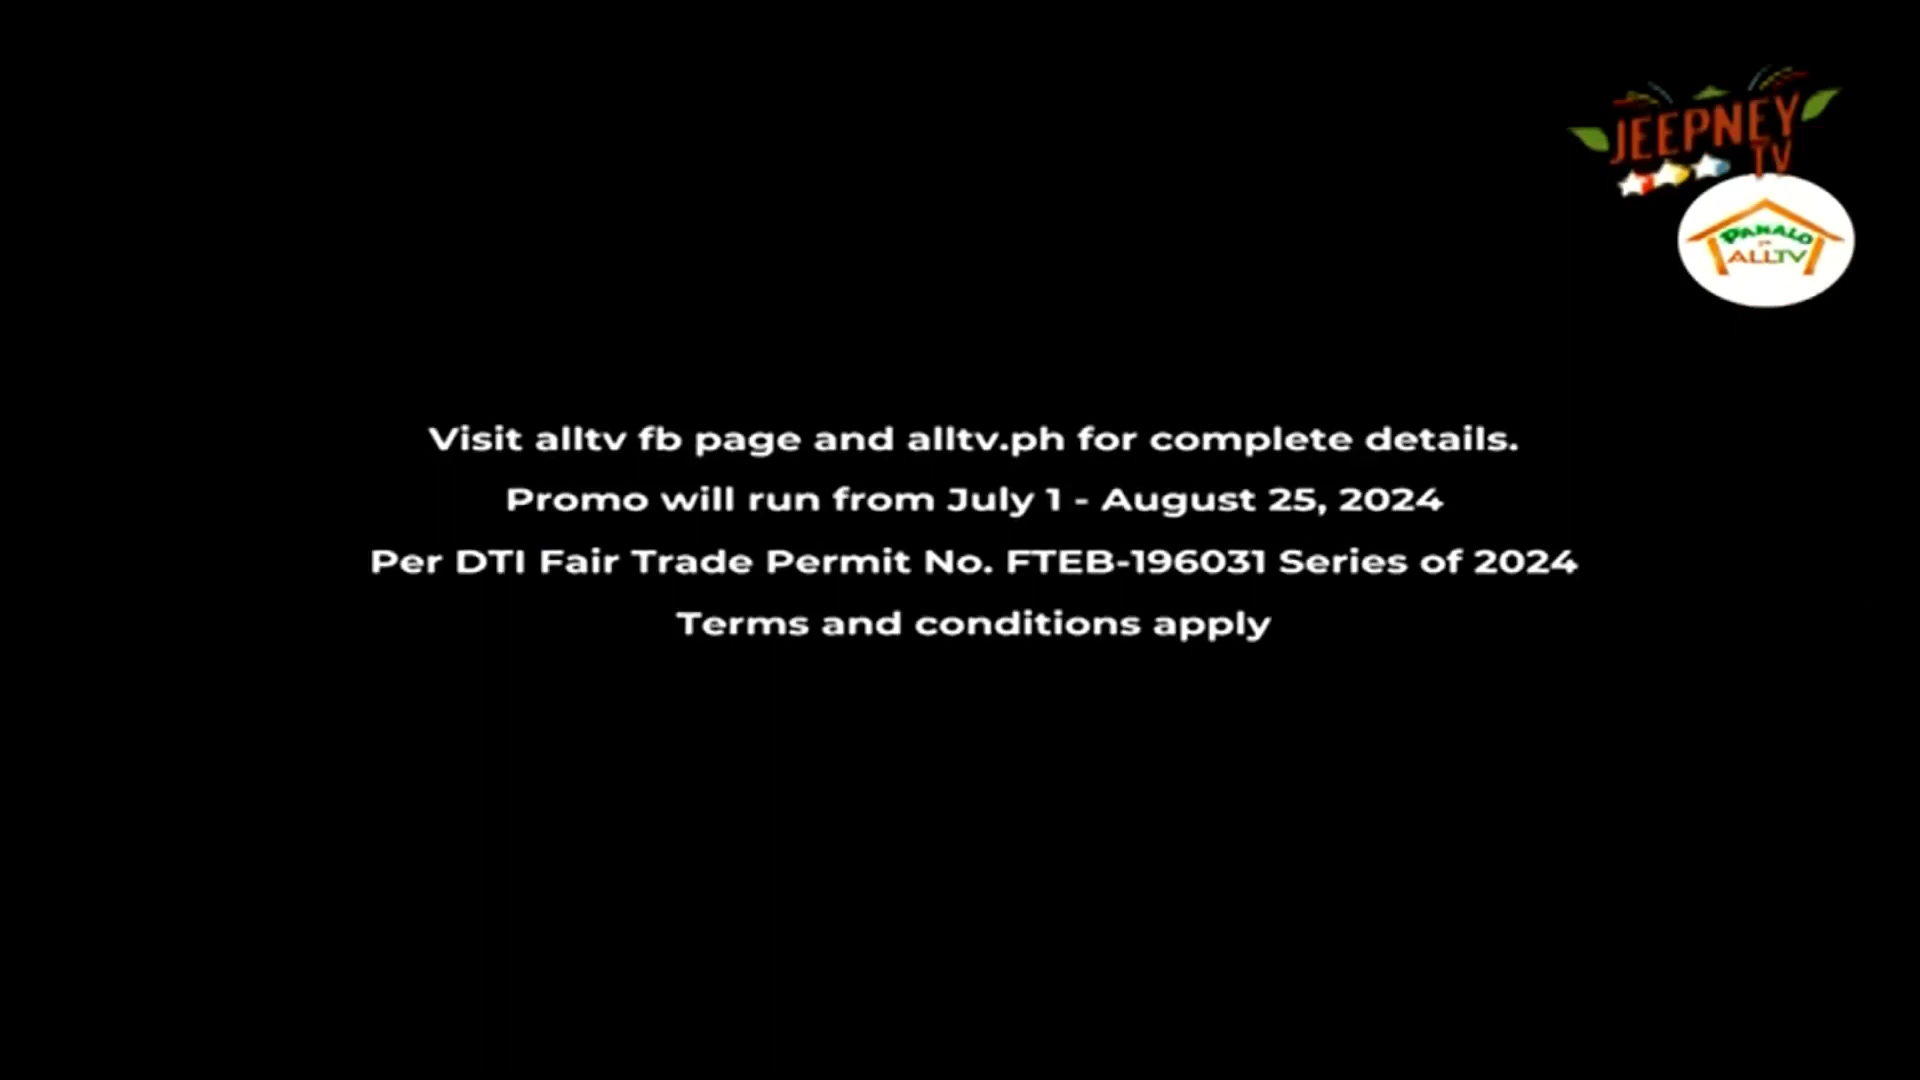 JEEPNEY
TV
PANALO
ALLTV
Visit alltv fb page and alltv.ph for complete details.
Promo will run from July 1 - August 25, 2024
Per DTI Fair Trade Permit No. FTEB-196031 Series of 2024
Terms and conditions apply